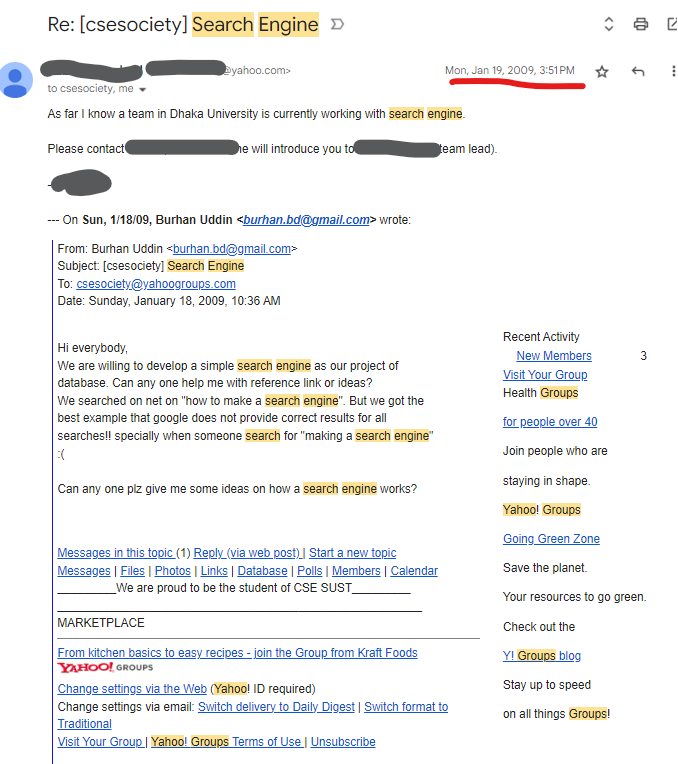 Re: [csesociety] Search Engine
@yahoo.com>
Mon, Jan 19, 2009, 3:51 PM
to csesociety, me
As far I know a team in Dhaka University is currently working with search engine.
Please contact he will introduce you to team lead).
-
--- On Sun, 1/18/09, Burhan Uddin <burhan.bd@gmail.com> wrote:
From: Burhan Uddin <burhan.bd@gmail.com>
Subject: [csesociety] Search Engine
To: csesociety@yahoogroups.com
Date: Sunday, January 18, 2009, 10:36 AM
Hi everybody,
We are willing to develop a simple search engine as our project of
database. Can any one help me with reference link or ideas?
We searched on net on "how to make a search engine". But we got the
best example that google does not provide correct results for all
searches!! specially when someone search for "making a search engine"
:(
Can any one plz give me some ideas on how a search engine works?
Messages in this topic (1) Reply (via web post) | Start a new topic
Messages | Files | Photos | Links | Database | Polls | Members | Calendar
_________We are proud to be the student of CSE SUST_________
MARKETPLACE
From kitchen basics to easy recipes - join the Group from Kraft Foods
YAHOO! GROUPS
Change settings via the Web (Yahoo! ID required)
Change settings via email: Switch delivery to Daily Digest | Switch format to
Traditional
Visit Your Group | Yahoo! Groups Terms of Use | Unsubscribe
Recent Activity
New Members 3
Visit Your Group
Health Groups
for people over 40
Join people who are
staying in shape.
Yahoo! Groups
Going Green Zone
Save the planet.
Your resources to go green.
Check out the
Y! Groups blog
Stay up to speed
on all things Groups!